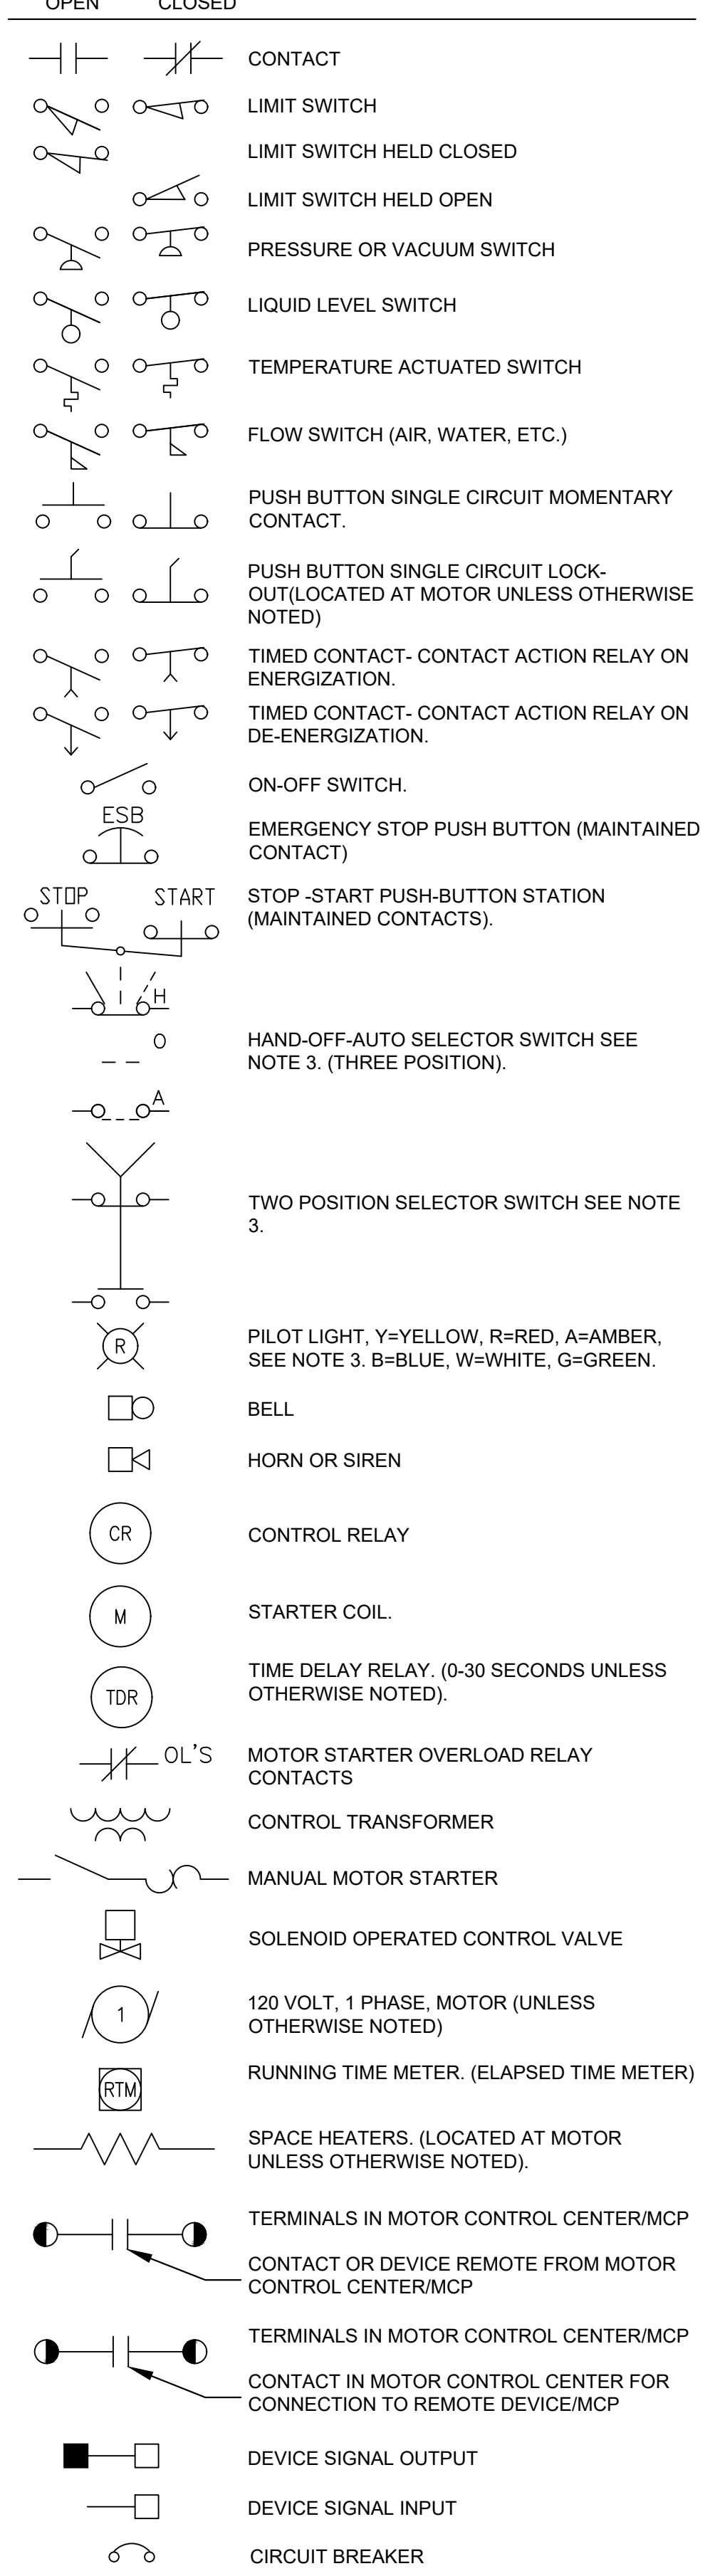 OPEN CLOSED
CONTACT
LIMIT SWITCH
LIMIT SWITCH HELD CLOSED
LIMIT SWITCH HELD OPEN
PRESSURE OR VACUUM SWITCH
LIQUID LEVEL SWITCH
TEMPERATURE ACTUATED SWITCH
FLOW SWITCH (AIR, WATER, ETC.)
PUSH BUTTON SINGLE CIRCUIT MOMENTARY
CONTACT.
PUSH BUTTON SINGLE CIRCUIT LOCK-
OUT(LOCATED AT MOTOR UNLESS OTHERWISE
NOTED)
TIMED CONTACT- CONTACT ACTION RELAY ON
ENERGIZATION.
TIMED CONTACT- CONTACT ACTION RELAY ON
DE-ENERGIZATION.
ON-OFF SWITCH.
ESB
EMERGENCY STOP PUSH BUTTON (MAINTAINED
CONTACT)
STOP START
STOP -START PUSH-BUTTON STATION
(MAINTAINED CONTACTS).
H
O
A
HAND-OFF-AUTO SELECTOR SWITCH SEE
NOTE 3. (THREE POSITION).
TWO POSITION SELECTOR SWITCH SEE NOTE
3.
R
PILOT LIGHT, Y=YELLOW, R=RED, A=AMBER,
SEE NOTE 3. B=BLUE, W=WHITE, G=GREEN.
BELL
HORN OR SIREN
CR
CONTROL RELAY
M
STARTER COIL.
TDR
TIME DELAY RELAY. (0-30 SECONDS UNLESS
OTHERWISE NOTED).
OL'S
MOTOR STARTER OVERLOAD RELAY
CONTACTS
CONTROL TRANSFORMER
MANUAL MOTOR STARTER
SOLENOID OPERATED CONTROL VALVE
1
120 VOLT, 1 PHASE, MOTOR (UNLESS
OTHERWISE NOTED)
RTM
RUNNING TIME METER. (ELAPSED TIME METER)
SPACE HEATERS. (LOCATED AT MOTOR
UNLESS OTHERWISE NOTED).
TERMINALS IN MOTOR CONTROL CENTER/MCP
CONTACT OR DEVICE REMOTE FROM MOTOR
CONTROL CENTER/MCP
TERMINALS IN MOTOR CONTROL CENTER/MCP
CONTACT IN MOTOR CONTROL CENTER FOR
CONNECTION TO REMOTE DEVICE/MCP
DEVICE SIGNAL OUTPUT
DEVICE SIGNAL INPUT
CIRCUIT BREAKER